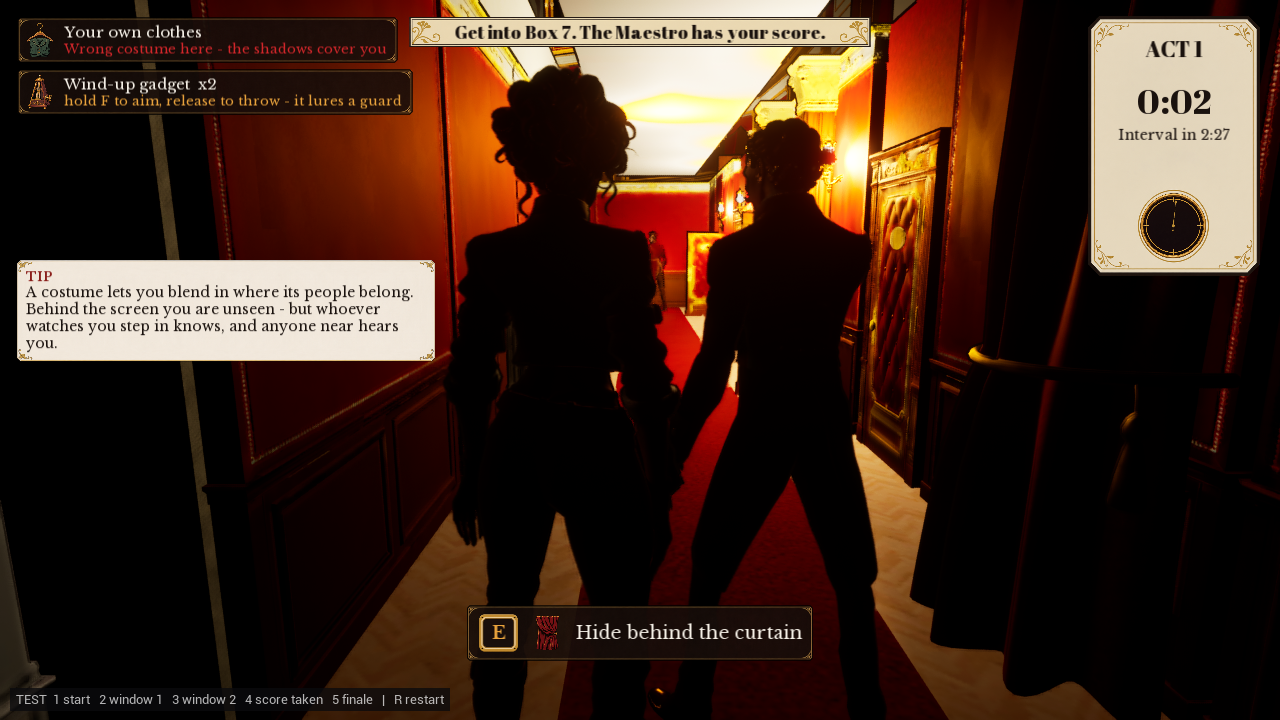 Your own clothes
Wrong costume here - the shadows cover you
Wind-up gadget x2
hold F to aim, release to throw - it lures a guard
Get into Box 7. The Maestro has your score.
ACT 1
0:02
Interval in 2:27
TIP
A costume lets you blend in where its people belong.
Behind the screen you are unseen - but whoever
watches you step in knows, and anyone near hears
you.
E Hide behind the curtain
TEST 1 start 2 window 1 3 window 2 4 score taken 5 finale | R restart